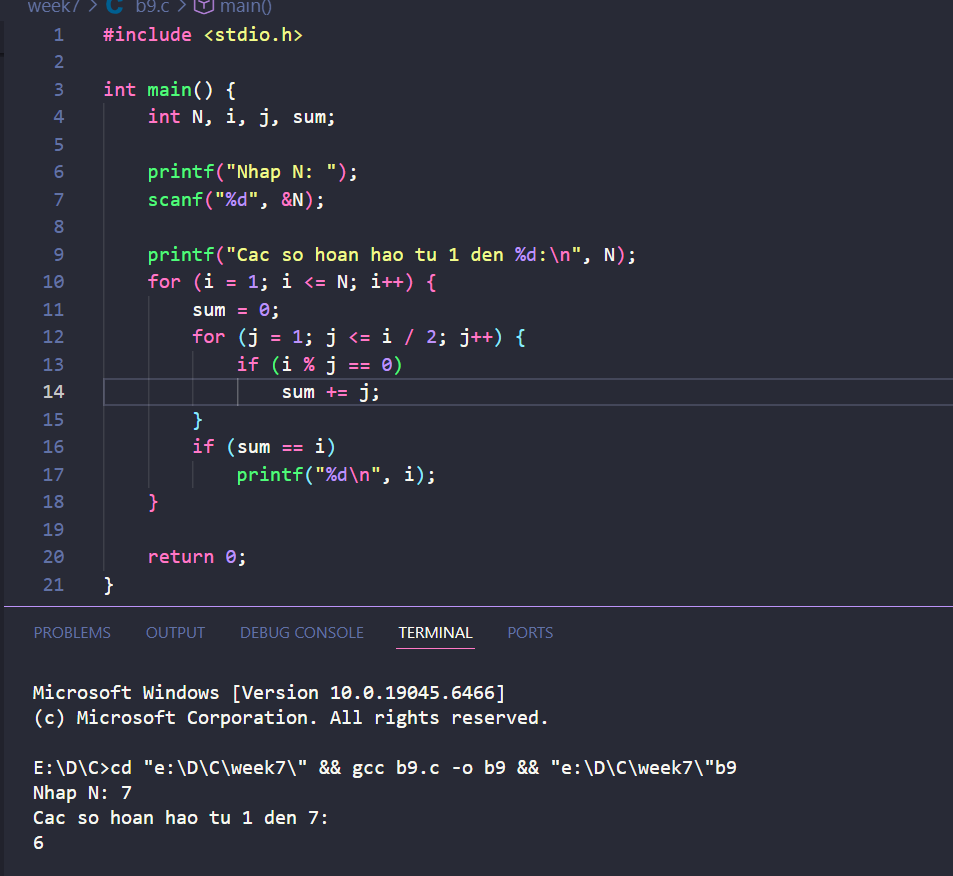 week7 > C b9.c > main()
1 #include <stdio.h>
2
3 int main() {
4     int N, i, j, sum;
5
6     printf("Nhap N: ");
7     scanf("%d", &N);
8
9     printf("Cac so hoan hao tu 1 den %d:\n", N);
10     for (i = 1; i <= N; i++) {
11         sum = 0;
12         for (j = 1; j <= i / 2; j++) {
13             if (i % j == 0)
14                 sum += j;
15         }
16         if (sum == i)
17             printf("%d\n", i);
18     }
19
20     return 0;
21 }
PROBLEMS OUTPUT DEBUG CONSOLE TERMINAL PORTS
Microsoft Windows [Version 10.0.19045.6466]
(c) Microsoft Corporation. All rights reserved.
E:\D\C>cd "e:\D\C\week7\" && gcc b9.c -o b9 && "e:\D\C\week7\"b9
Nhap N: 7
Cac so hoan hao tu 1 den 7:
6